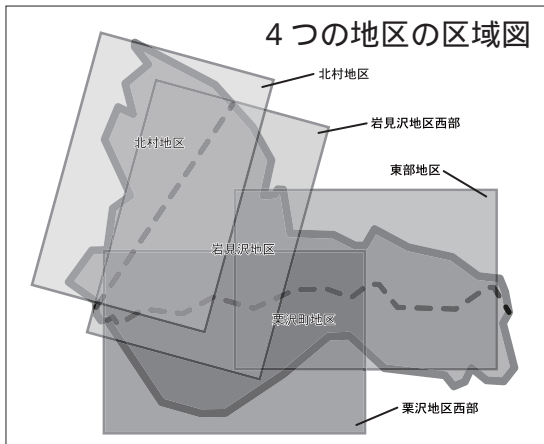 4つの地区の区域図
北村地区
岩見沢地区西部
北村地区
東部地区
岩見沢地区
栗沢町地区
栗沢地区西部